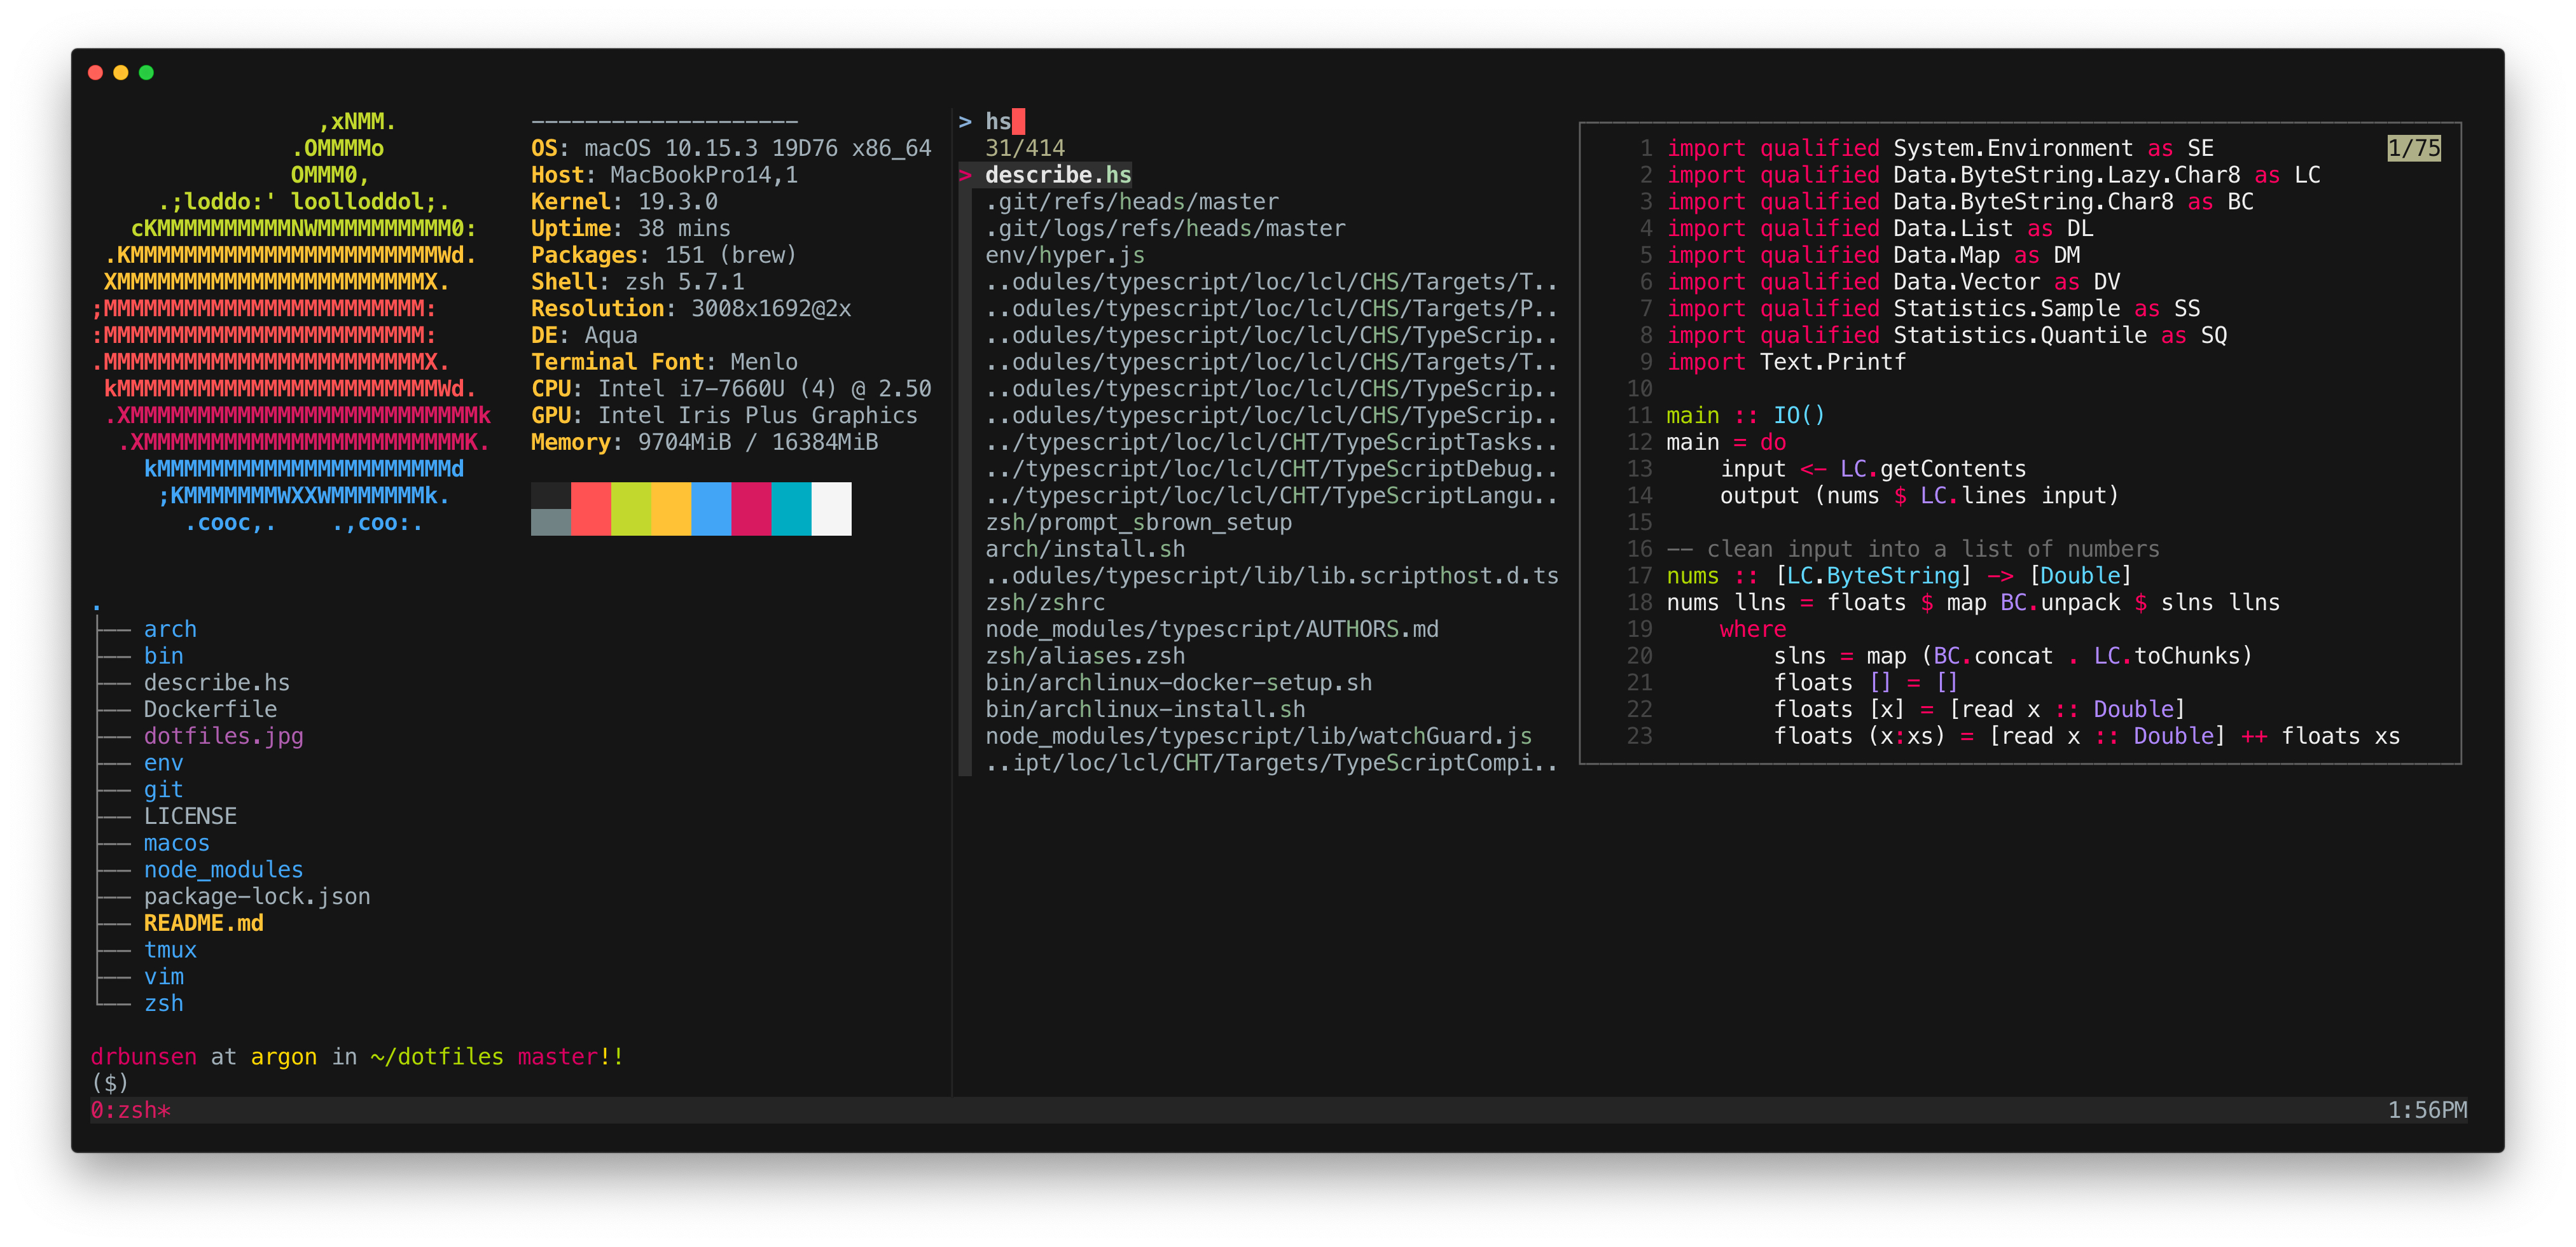 ,xNMM.
.OMMMMo
OMMM0,
.;loddo:' loolloddol;.
cKMMMMMMMMMMNWMMMMMMMMMM0:
.KMMMMMMMMMMMMMMMMMMMMMMMWd.
XMMMMMMMMMMMMMMMMMMMMMMMX.
;MMMMMMMMMMMMMMMMMMMMMMMM:
:MMMMMMMMMMMMMMMMMMMMMMMM:
.MMMMMMMMMMMMMMMMMMMMMMMMX.
kMMMMMMMMMMMMMMMMMMMMMMMMWd.
.XMMMMMMMMMMMMMMMMMMMMMMMMMMk
.XMMMMMMMMMMMMMMMMMMMMMMMMK.
kMMMMMMMMMMMMMMMMMMMMMMd
;KMMMMMMMWXXWMMMMMMMk.
.cooc,.    .,coo:.
--------------------
OS: macOS 10.15.3 19D76 x86_64
Host: MacBookPro14,1
Kernel: 19.3.0
Uptime: 38 mins
Packages: 151 (brew)
Shell: zsh 5.7.1
Resolution: 3008x1692@2x
DE: Aqua
Terminal Font: Menlo
CPU: Intel i7-7660U (4) @ 2.50
GPU: Intel Iris Plus Graphics
Memory: 9704MiB / 16384MiB
.
├── arch
├── bin
├── describe.hs
├── Dockerfile
├── dotfiles.jpg
├── env
├── git
├── LICENSE
├── macos
├── node_modules
├── package-lock.json
├── README.md
├── tmux
├── vim
└── zsh
drbunsen at argon in ~/dotfiles master!!
($)
> hs
31/414
> describe.hs
.git/refs/heads/master
.git/logs/refs/heads/master
env/hyper.js
..odules/typescript/loc/lcl/CHS/Targets/T..
..odules/typescript/loc/lcl/CHS/Targets/P..
..odules/typescript/loc/lcl/CHS/TypeScrip..
..odules/typescript/loc/lcl/CHS/Targets/T..
..odules/typescript/loc/lcl/CHS/TypeScrip..
..odules/typescript/loc/lcl/CHS/TypeScrip..
../typescript/loc/lcl/CHT/TypeScriptTasks..
../typescript/loc/lcl/CHT/TypeScriptDebug..
../typescript/loc/lcl/CHT/TypeScriptLangu..
zsh/prompt_sbrown_setup
arch/install.sh
..odules/typescript/lib/lib.scripthost.d.ts
zsh/zshrc
node_modules/typescript/AUTHORS.md
zsh/aliases.zsh
bin/archlinux-docker-setup.sh
bin/archlinux-install.sh
node_modules/typescript/lib/watchGuard.js
..ipt/loc/lcl/CHT/Targets/TypeScriptCompi..
1 import qualified System.Environment as SE 1/75
2 import qualified Data.ByteString.Lazy.Char8 as LC
3 import qualified Data.ByteString.Char8 as BC
4 import qualified Data.List as DL
5 import qualified Data.Map as DM
6 import qualified Data.Vector as DV
7 import qualified Statistics.Sample as SS
8 import qualified Statistics.Quantile as SQ
9 import Text.Printf
10
11 main :: IO()
12 main = do
13     input <- LC.getContents
14     output (nums $ LC.lines input)
15
16 -- clean input into a list of numbers
17 nums :: [LC.ByteString] -> [Double]
18 nums llns = floats $ map BC.unpack $ slns llns
19     where
20         slns = map (BC.concat . LC.toChunks)
21         floats [] = []
22         floats [x] = [read x :: Double]
23         floats (x:xs) = [read x :: Double] ++ floats xs
0:zsh* 1:56PM